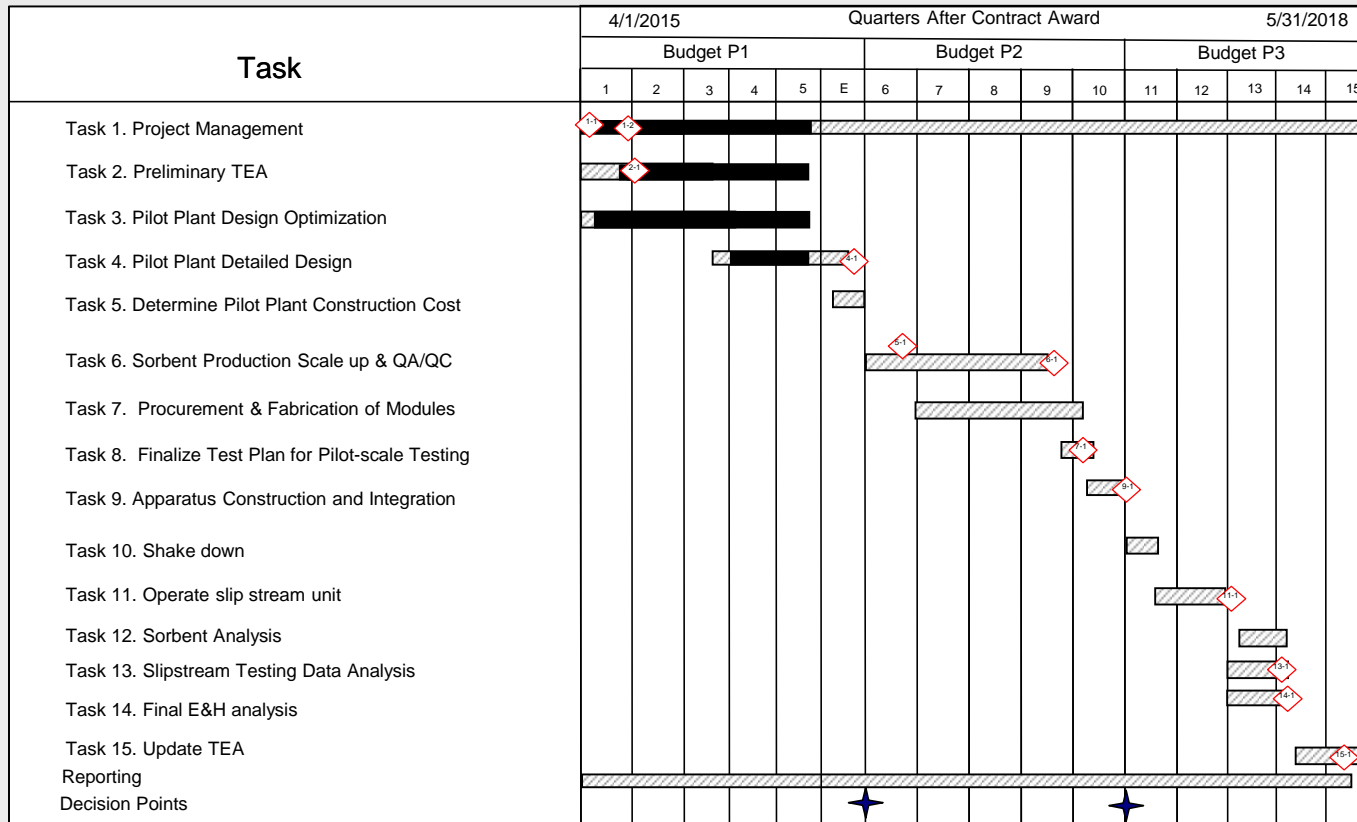 4/1/2015 Quarters After Contract Award 5/31/2018
Task
Budget P1 Budget P2 Budget P3
1 2 3 4 5 E 6 7 8 9 10 11 12 13 14 15
Task 1. Project Management 1-1 1-2
Task 2. Preliminary TEA 2-1
Task 3. Pilot Plant Design Optimization
Task 4. Pilot Plant Detailed Design 4-1
Task 5. Determine Pilot Plant Construction Cost
5-1
Task 6. Sorbent Production Scale up & QA/QC 6-1
Task 7. Procurement & Fabrication of Modules
Task 8. Finalize Test Plan for Pilot-scale Testing 7-1
Task 9. Apparatus Construction and Integration 9-1
Task 10. Shake down
Task 11. Operate slip stream unit 11-1
Task 12. Sorbent Analysis
Task 13. Slipstream Testing Data Analysis 13-1
Task 14. Final E&H analysis 14-1
Task 15. Update TEA 15-1
Reporting
Decision Points